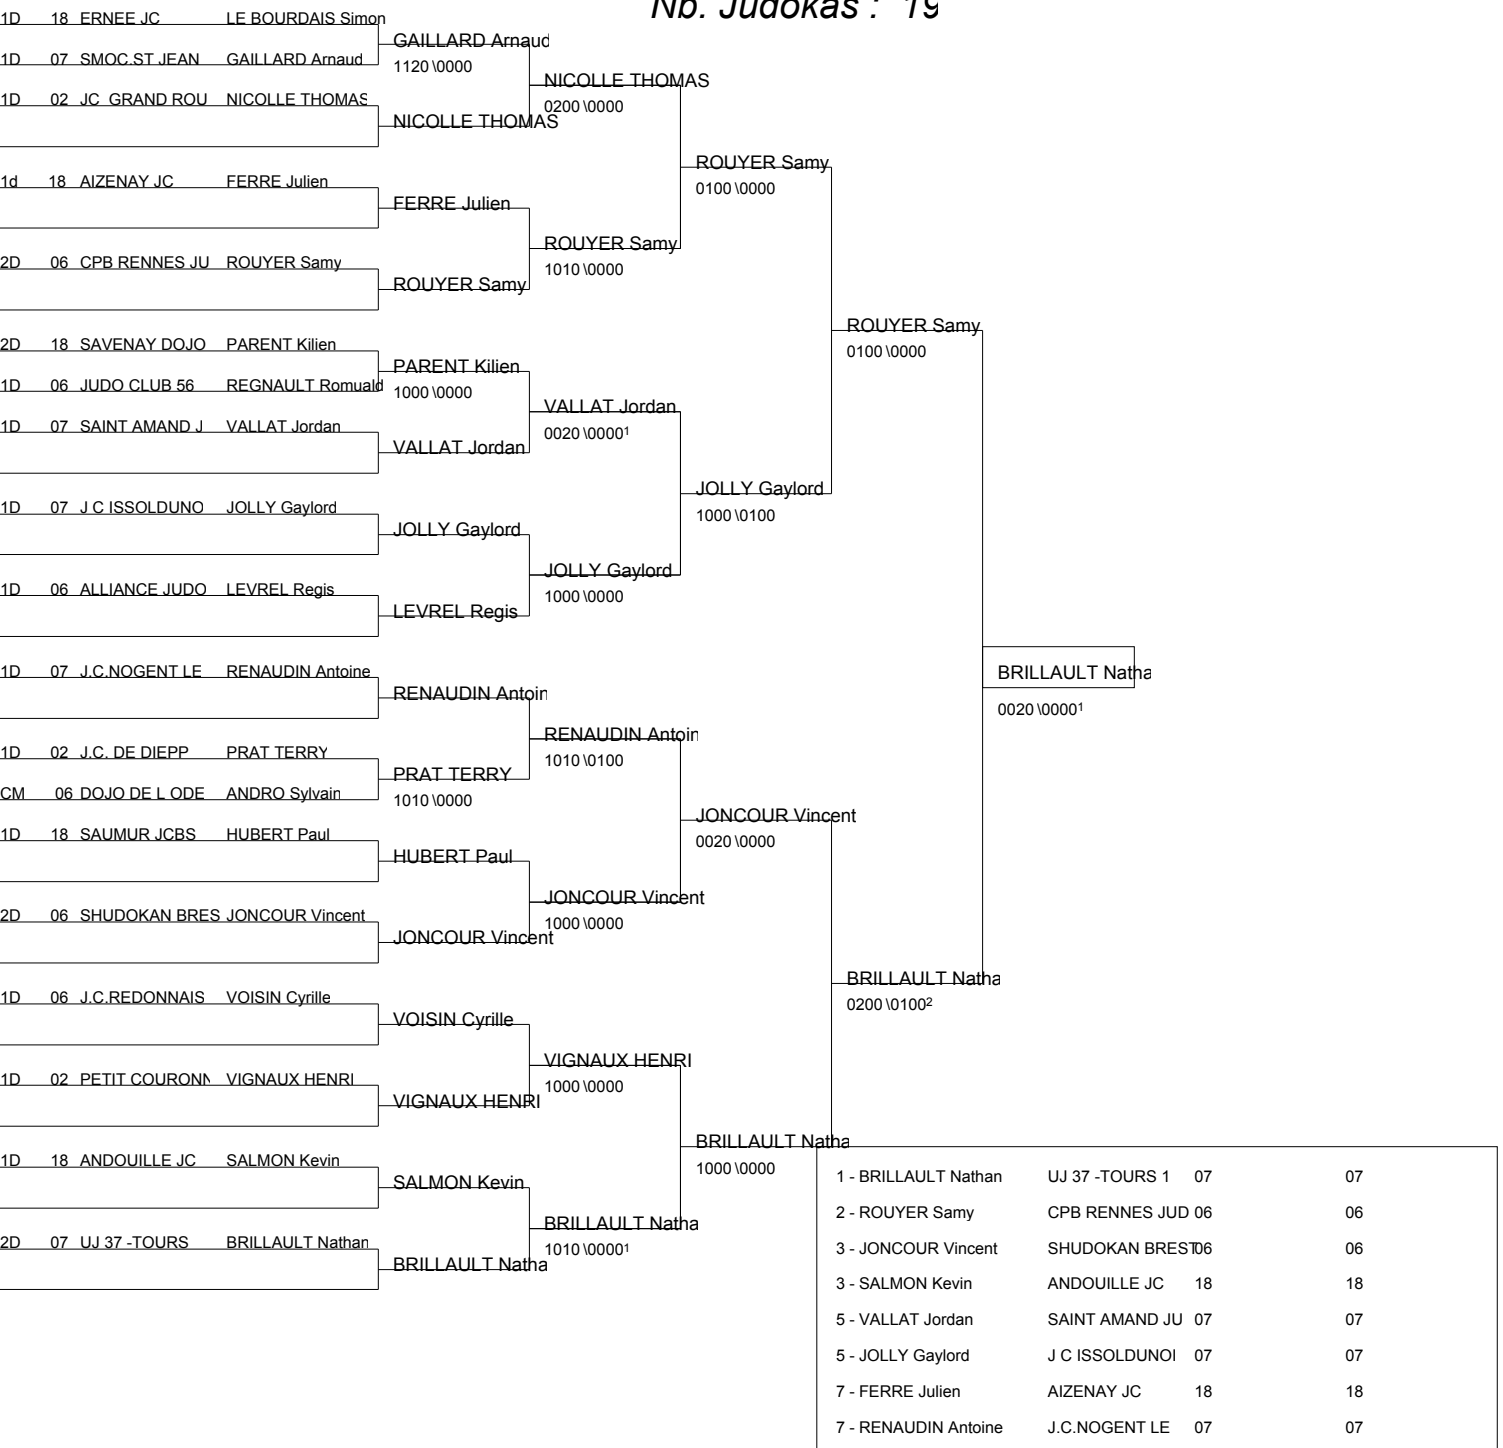 Nb. Judokas : 19
1D 18 ERNEE JC LE BOURDAIS Simon
GAILLARD Arnaud
1D 07 SMOC.ST JEAN GAILLARD Arnaud
1120 \0000
NICOLLE THOMAS
1D 02 JC GRAND ROU NICOLLE THOMAS
0200 \0000
NICOLLE THOMAS
ROUYER Samy
1d 18 AIZENAY JC FERRE Julien
0100 \0000
FERRE Julien
ROUYER Samy
2D 06 CPB RENNES JU ROUYER Samy
1010 \0000
ROUYER Samy
ROUYER Samy
2D 18 SAVENAY DOJO PARENT Kilien
0100 \0000
PARENT Kilien
1D 06 JUDO CLUB 56 REGNAULT Romuald
1000 \0000
VALLAT Jordan
1D 07 SAINT AMAND J VALLAT Jordan
0020 \0000¹
VALLAT Jordan
JOLLY Gaylord
1D 07 J C ISSOLDUNO JOLLY Gaylord
1000 \0100
JOLLY Gaylord
JOLLY Gaylord
1D 06 ALLIANCE JUDO LEVREL Regis
1000 \0000
LEVREL Regis
1D 07 J.C.NOGENT LE RENAUDIN Antoine
BRILLAULT Natha
RENAUDIN Antoin
0020 \0000¹
RENAUDIN Antoin
1D 02 J.C. DE DIEPP PRAT TERRY
1010 \0100
PRAT TERRY
CM 06 DOJO DE L ODE ANDRO Sylvain
1010 \0000
JONCOUR Vincent
1D 18 SAUMUR JCBS HUBERT Paul
0020 \0000
HUBERT Paul
JONCOUR Vincent
2D 06 SHUDOKAN BRES JONCOUR Vincent
1000 \0000
JONCOUR Vincent
BRILLAULT Natha
1D 06 J.C.REDONNAIS VOISIN Cyrille
0200 \0100²
VOISIN Cyrille
VIGNAUX HENRI
1D 02 PETIT COURONN VIGNAUX HENRI
1000 \0000
VIGNAUX HENRI
BRILLAULT Natha
1D 18 ANDOUILLE JC SALMON Kevin
1000 \0000
SALMON Kevin
BRILLAULT Natha
2D 07 UJ 37 -TOURS BRILLAULT Nathan
1010 \0000¹
BRILLAULT Natha
1 - BRILLAULT Nathan UJ 37 -TOURS 1 07 07
2 - ROUYER Samy CPB RENNES JUD 06 06
3 - JONCOUR Vincent SHUDOKAN BREST 06 06
3 - SALMON Kevin ANDOUILLE JC 18 18
5 - VALLAT Jordan SAINT AMAND JU 07 07
5 - JOLLY Gaylord J C ISSOLDUNOI 07 07
7 - FERRE Julien AIZENAY JC 18 18
7 - RENAUDIN Antoine J.C.NOGENT LE 07 07